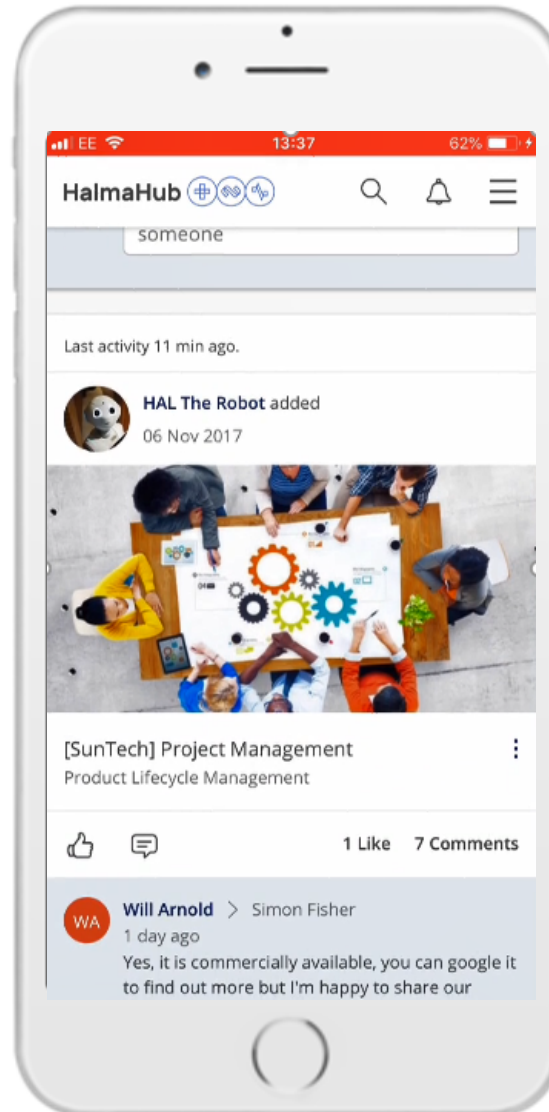 EE 13:37 62%
HalmaHub
someone
Last activity 11 min ago.
HAL The Robot added
06 Nov 2017
[SunTech] Project Management
Product Lifecycle Management
1 Like 7 Comments
WA
Will Arnold > Simon Fisher
1 day ago
Yes, it is commercially available, you can google it
to find out more but I'm happy to share our